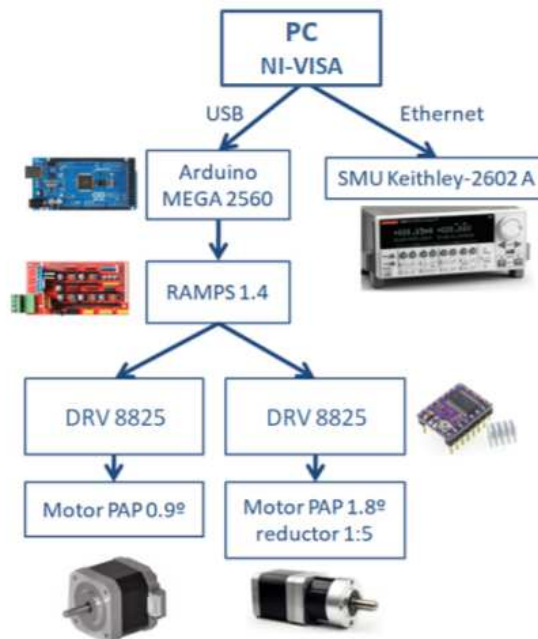 PC
NI-VISA
USB
Ethernet
Arduino
MEGA 2560
SMU Keithley-2602 A
RAMPS 1.4
DRV 8825
DRV 8825
Motor PAP 0.9º
Motor PAP 1.8º
reductor 1:5